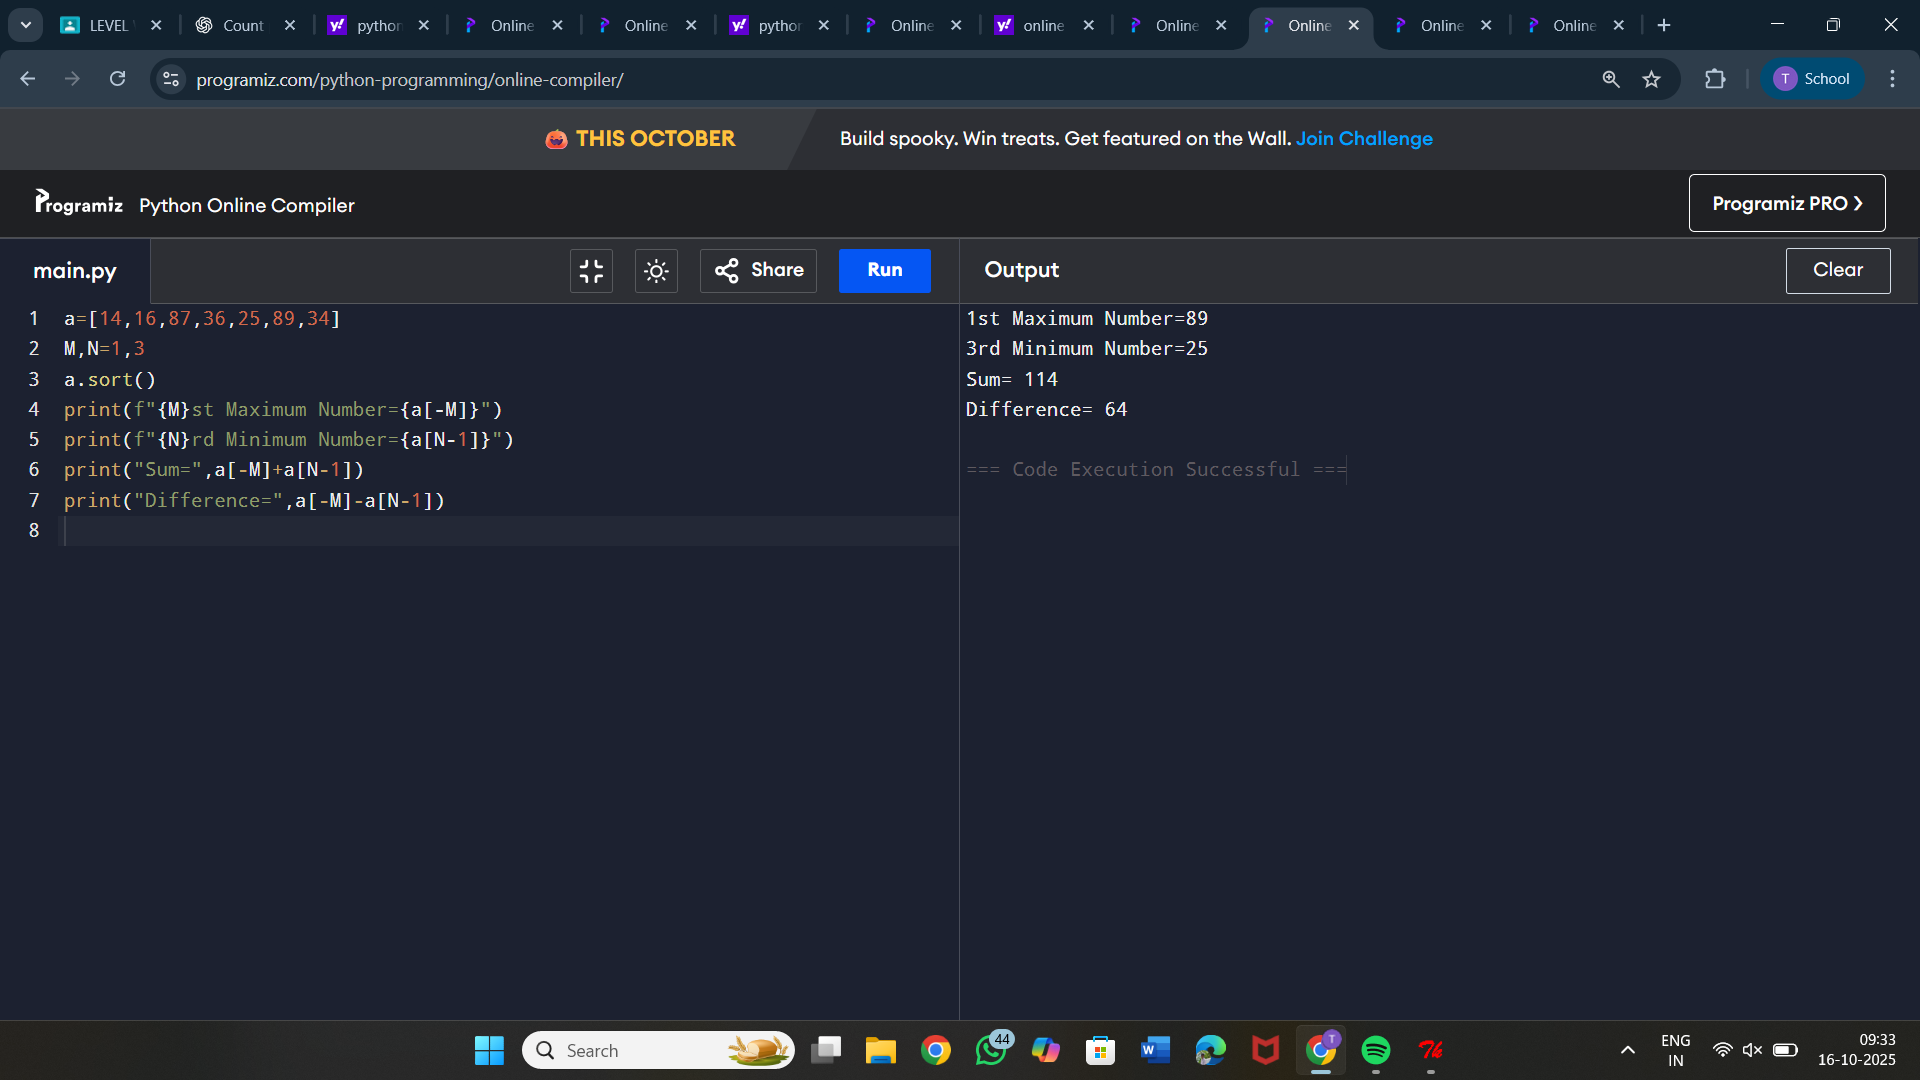 LEVEL
Count
python
Online
Online
python
Online
online
Online
Online
Online
Online
programiz.com/python-programming/online-compiler/
T School
THIS OCTOBER
Build spooky. Win treats. Get featured on the Wall. Join Challenge
Programiz Python Online Compiler
Programiz PRO ❯
main.py
Share
Run
Output
Clear
1 a=[14,16,87,36,25,89,34]
2 M,N=1,3
3 a.sort()
4 print(f"{M}st Maximum Number={a[-M]}")
5 print(f"{N}rd Minimum Number={a[N-1]}")
6 print("Sum=",a[-M]+a[N-1])
7 print("Difference=",a[-M]-a[N-1])
8
1st Maximum Number=89
3rd Minimum Number=25
Sum= 114
Difference= 64
=== Code Execution Successful ===
Search
44
ENG
IN
09:33
16-10-2025